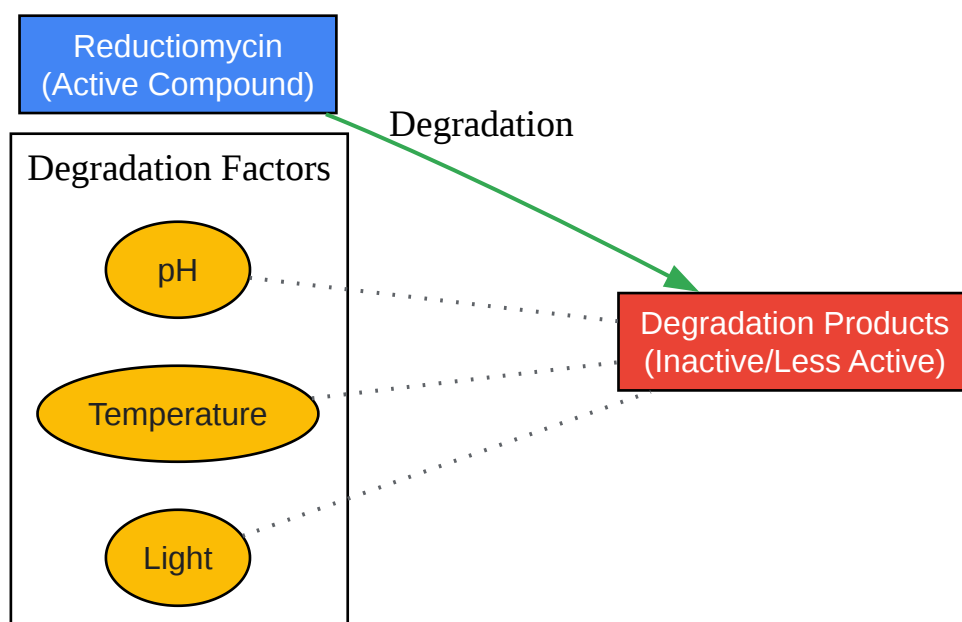 Reductiomycin
(Active Compound)
Degradation
Degradation Factors
pH
Temperature
Light
Degradation Products
(Inactive/Less Active)